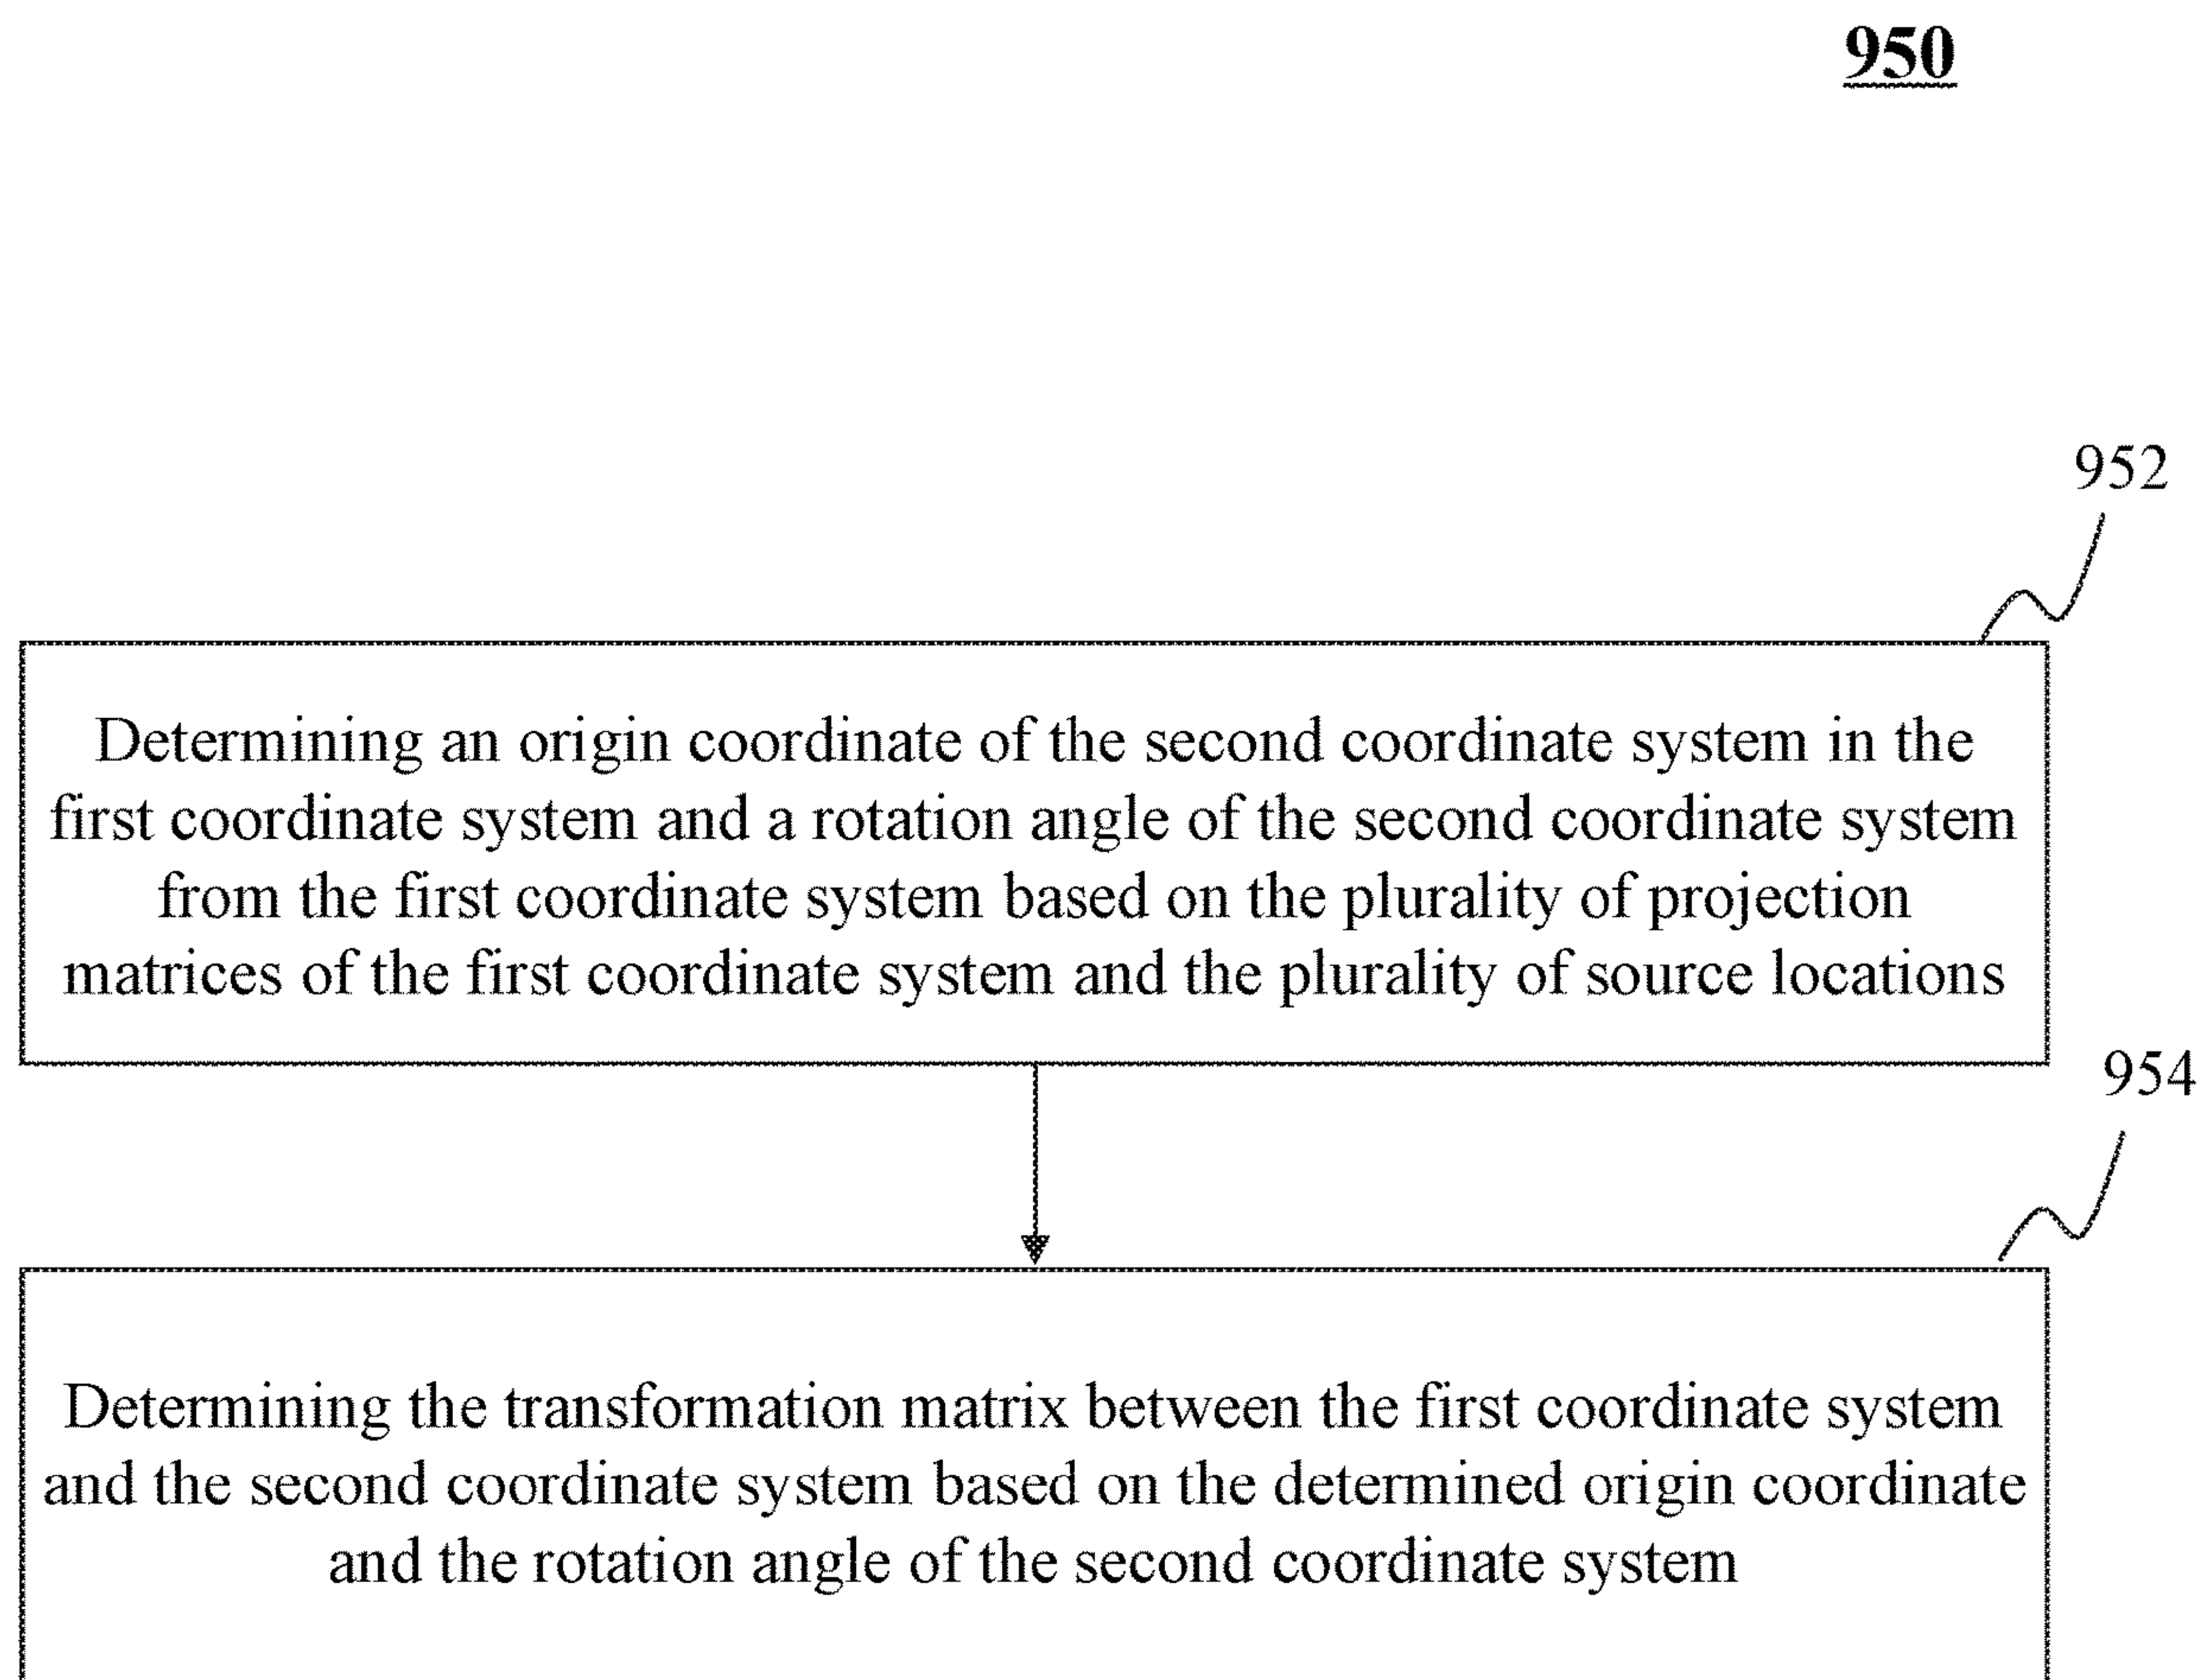 950
952
Determining an origin coordinate of the second coordinate system in the
first coordinate system and a rotation angle of the second coordinate system
from the first coordinate system based on the plurality of projection
matrices of the first coordinate system and the plurality of source locations
954
Determining the transformation matrix between the first coordinate system
and the second coordinate system based on the determined origin coordinate
and the rotation angle of the second coordinate system